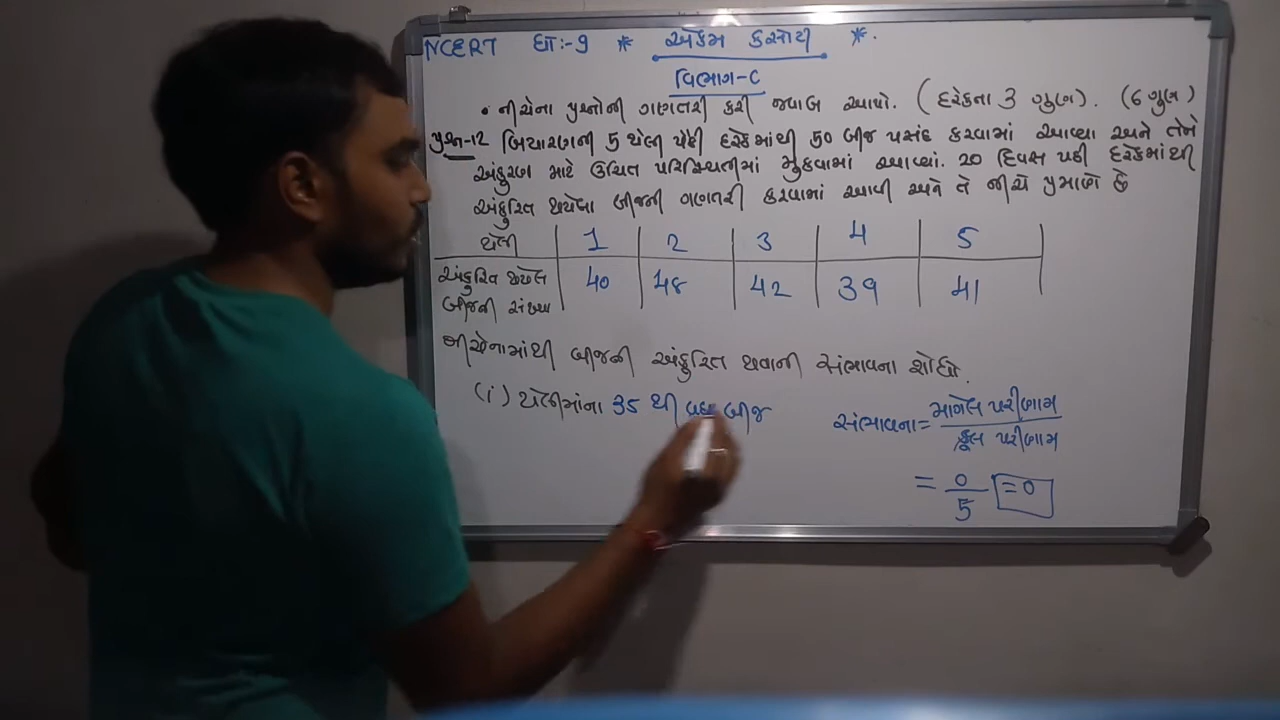 NCERT ધો:-9 * એકમ કસોટી *.
વિભાગ-C
• નીચેના પ્રશ્નોની ગણતરી કરી જવાબ આપો. (દરેકના 3 ગુણ). (6 ગુણ)
પ્રશ્ન-12 બિયારણની 5 થેલી પૈકી દરેકમાંથી 50 બીજ પસંદ કરવામાં આવ્યા અને તેને
અંકુરણ માટે ઉચિત પરિસ્થિતીમાં મુકવામાં આવ્યાં. 20 દિવસ પછી દરેકમાંથી
અંકુરિત થયેલા બીજની ગણતરી કરવામાં આવી અને તે નીચે પ્રમાણે છે
થેલી 1 2 3 4 5
અંકુરિત થયેલ
બીજની સંખ્યા 40 48 42 39 41
નીચેનામાંથી બીજની અંકુરિત થવાની સંભાવના શોધો.
(i) થેલીમાંના 35 થી વધુ બીજ
સંભાવના = માગેલ પરીણામ
કુલ પરીણામ
= 0/5 = 0